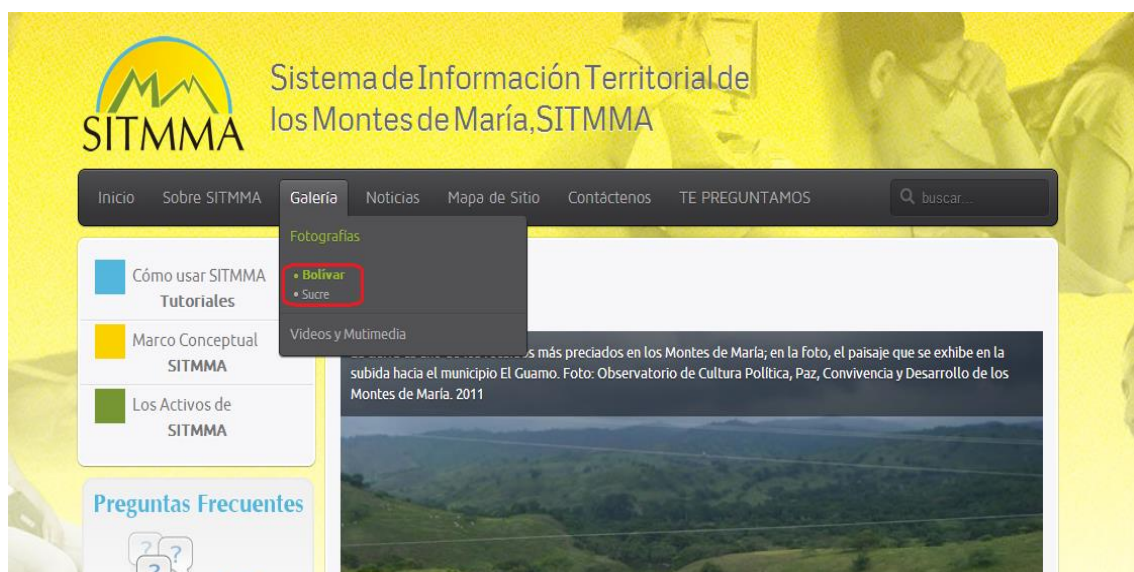 SITMMA
Sistema de Información Territorial de
los Montes de María, SITMMA
Inicio Sobre SITMMA Galería Noticias Mapa de Sitio Contáctenos TE PREGUNTAMOS buscar...
Fotografías
• Bolívar
• Sucre
Videos y Mutimedia
Cómo usar SITMMA
Tutoriales
Marco Conceptual
SITMMA
Los Activos de
SITMMA
Preguntas Frecuentes
? ?
?
más preciados en los Montes de María; en la foto, el paisaje que se exhibe en la
subida hacia el municipio El Guamo. Foto: Observatorio de Cultura Política, Paz, Convivencia y Desarrollo de los
Montes de María. 2011